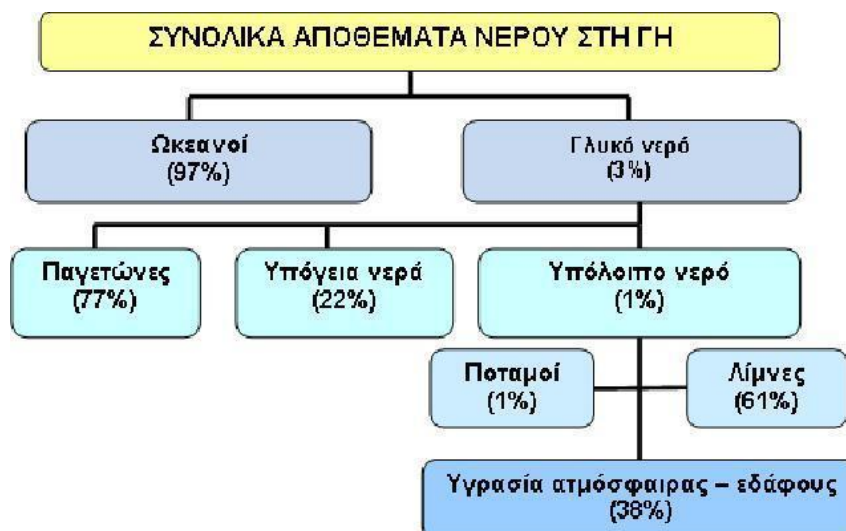 ΣΥΝΟΛΙΚΑ ΑΠΟΘΕΜΑΤΑ ΝΕΡΟΥ ΣΤΗ ΓΗ
Ωκεανοί
(97%)
Γλυκό νερό
(3%)
Παγετώνες
(77%)
Υπόγεια νερά
(22%)
Υπόλοιπο νερό
(1%)
Ποταμοί
(1%)
Λίμνες
(61%)
Υγρασία ατμόσφαιρας – εδάφους
(38%)